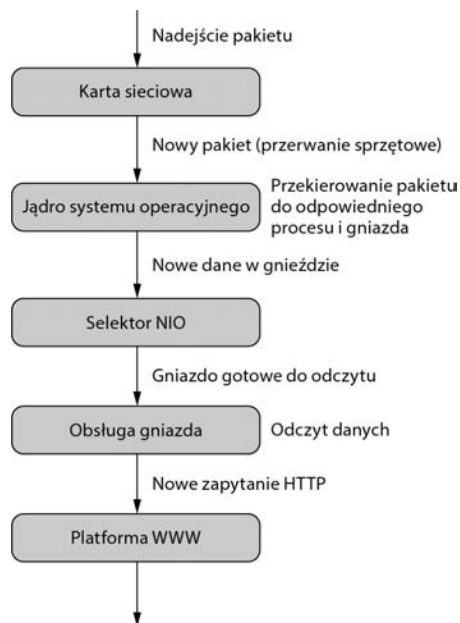 Nadejście pakietu
Karta sieciowa
Nowy pakiet (przerwanie sprzętowe)
Jądro systemu operacyjnego
Przekierowanie pakietu
do odpowiedniego
procesu i gniazda
Nowe dane w gnieździe
Selektor NIO
Gniazdo gotowe do odczytu
Obsługa gniazda
Odczyt danych
Nowe zapytanie HTTP
Platforma WWW